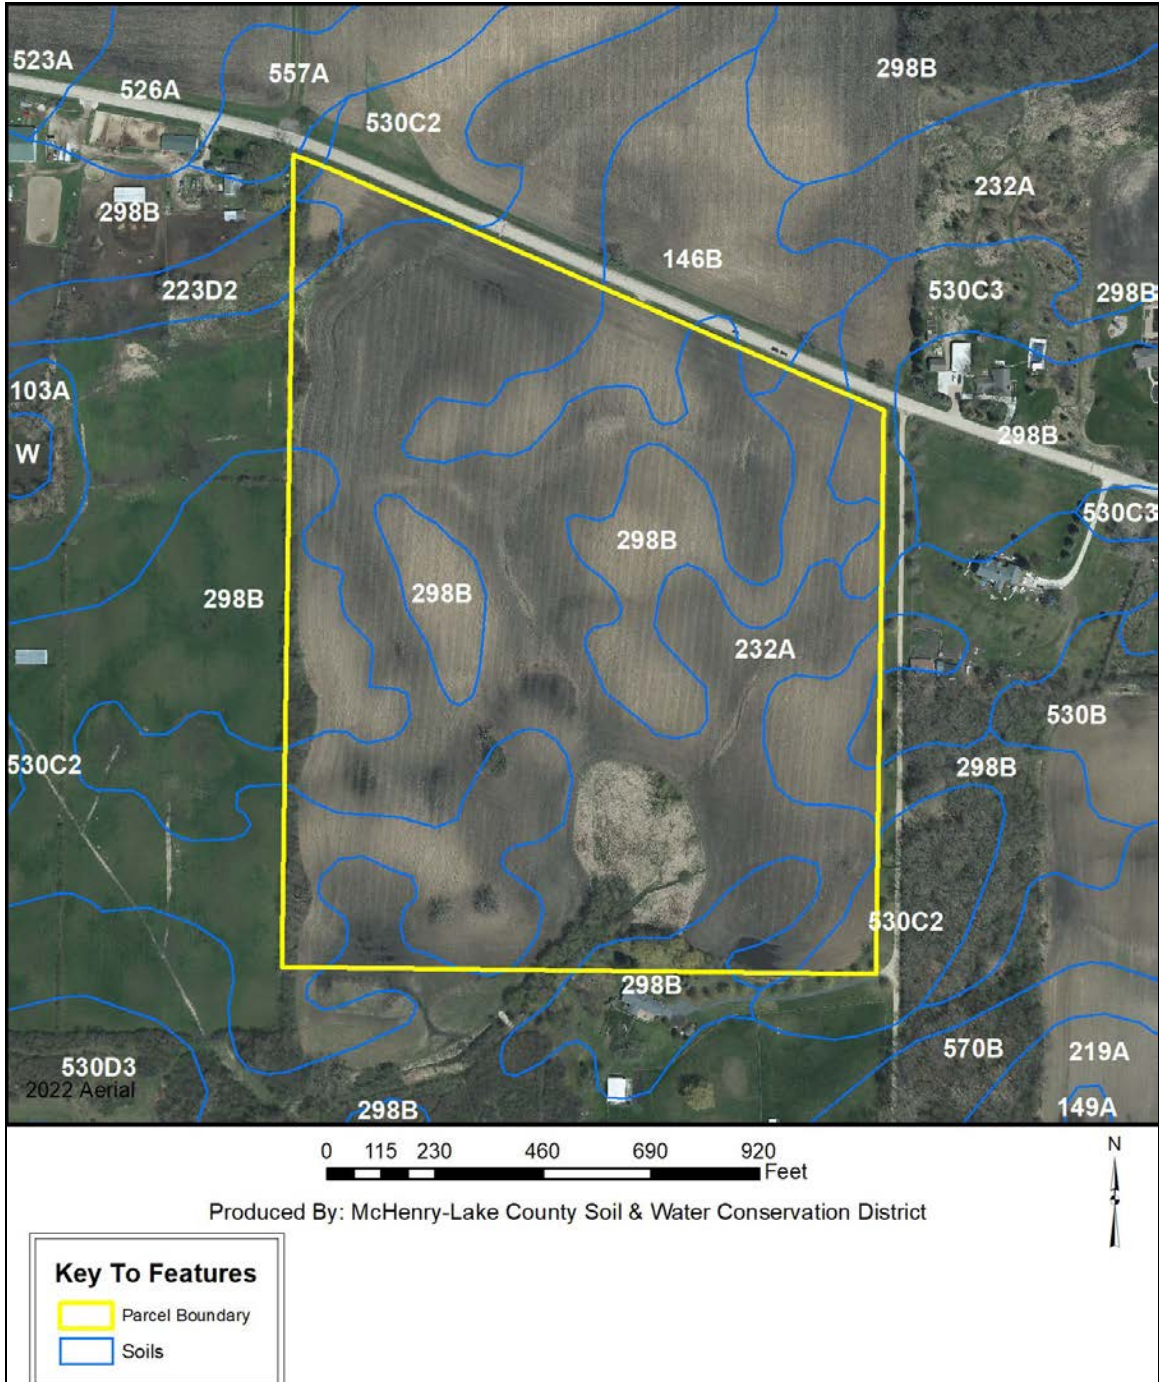 523A
557A
298B
526A
530C2
232A
298B
146B
223D2
530C3
298B
103A
298B
W
530C3
298B
298B
298B
232A
530B
530C2
298B
530C2
298B
570B
219A
530D3
2022 Aerial
298B
149A
0 115 230 460 690 920
Feet
N
Produced By: McHenry-Lake County Soil & Water Conservation District
Key To Features
Parcel Boundary
Soils